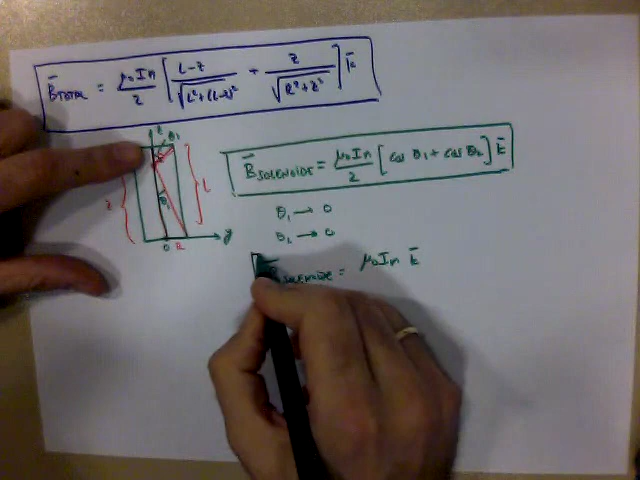 B̄TOTAL = μ₀In/2 [ L-z/√(R²+(L-z)²) + z/√(R²+z²) ] k̄
z θ₁
L
z
θ₂
0 R y
B̄SOLENOIDE = μ₀In/2 [cos θ₁ + cos θ₂] k̄
θ₁ → 0
θ₂ → 0
SOLENOIDE = μ₀In k̄